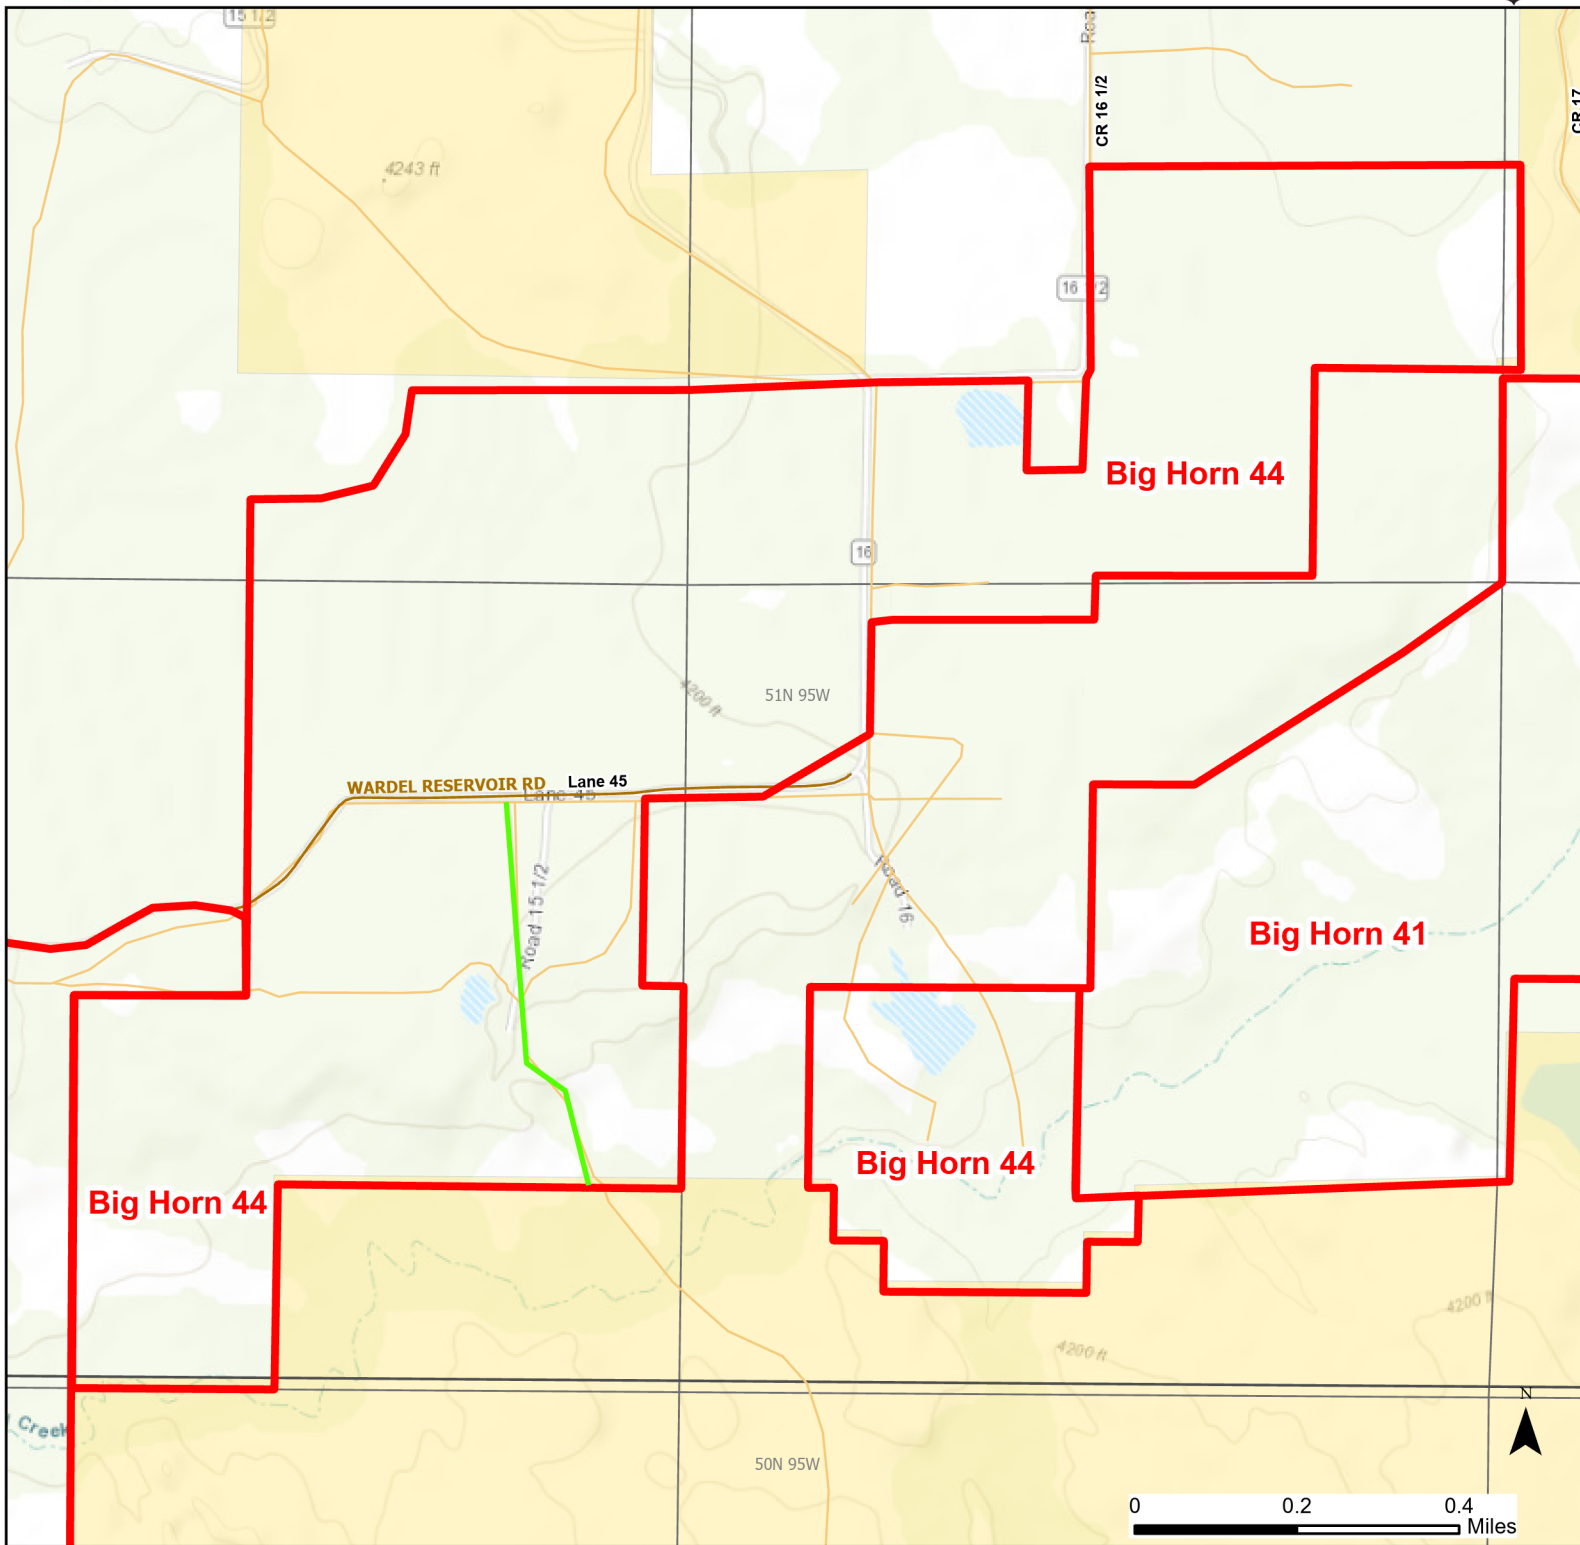 15 1/2
Roa
CR 16 1/2
CR 17
4243 ft
16 1/2
Big Horn 44
16
51N 95W
4200 ft
WARDEL RESERVOIR RD
Lane 45
Lane 45
Road 15-1/2
Road 16
Big Horn 41
Big Horn 44
Big Horn 44
4200 ft
4200 ft
Creek
50N 95W
N
0 0.2 0.4
Miles